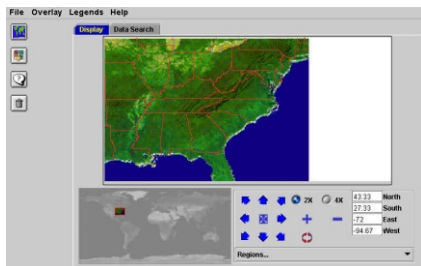 File Overlay Legends Help
Display Data Search
2X 4X
43.33 North
27.33 South
-72 East
-94.67 West
Regions...